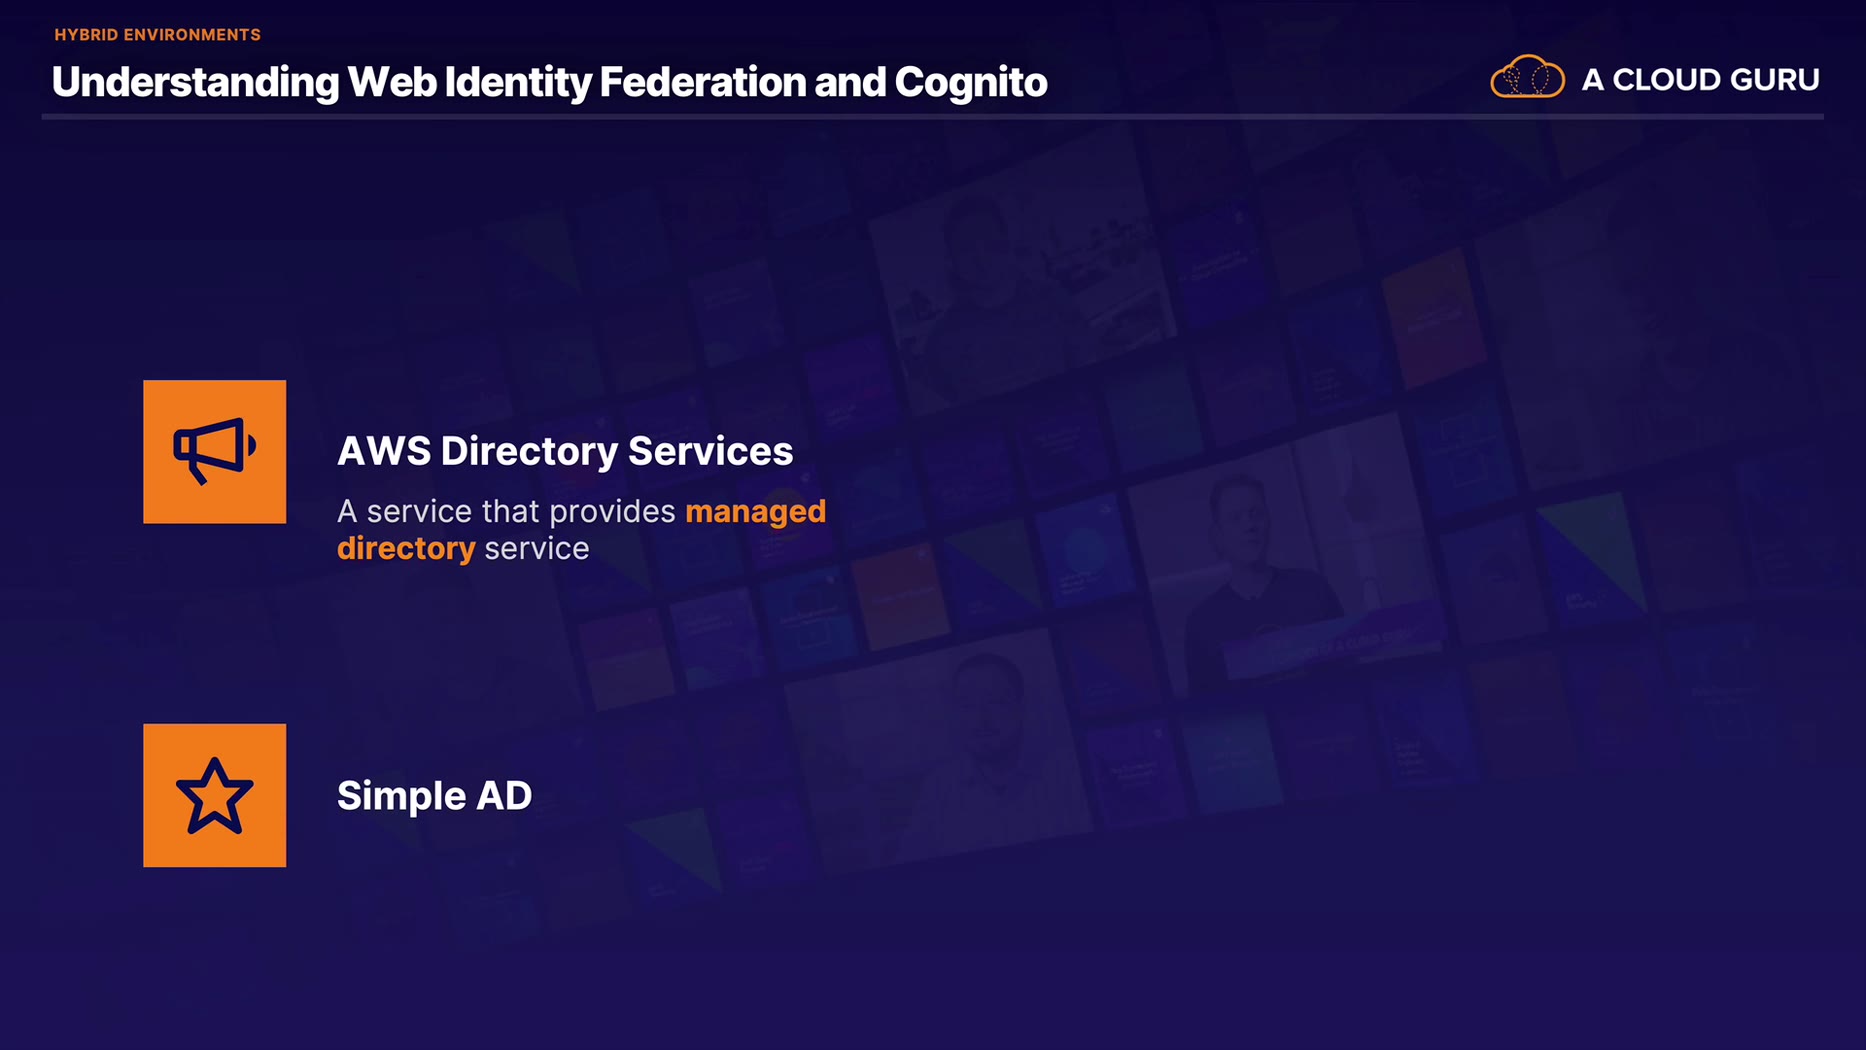 HYBRID ENVIRONMENTS
Understanding Web Identity Federation and Cognito
A CLOUD GURU
AWS Directory Services
A service that provides managed
directory service
Simple AD